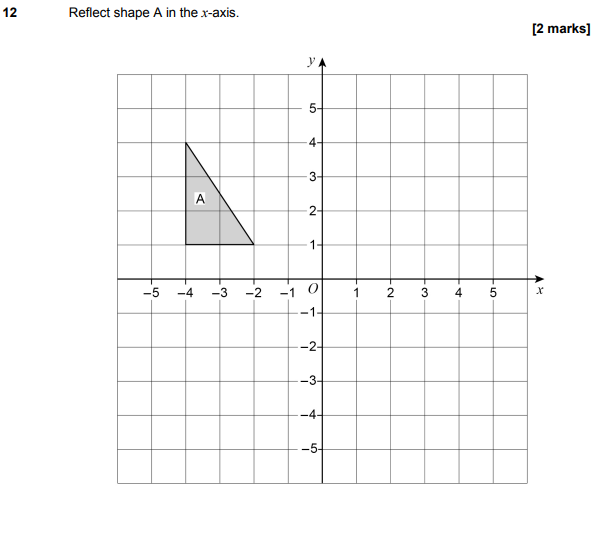 12 Reflect shape A in the x-axis.
[2 marks]
y
5
4
3
A
2
1
−5 −4 −3 −2 −1 O 1 2 3 4 5 x
−1
−2
−3
−4
−5